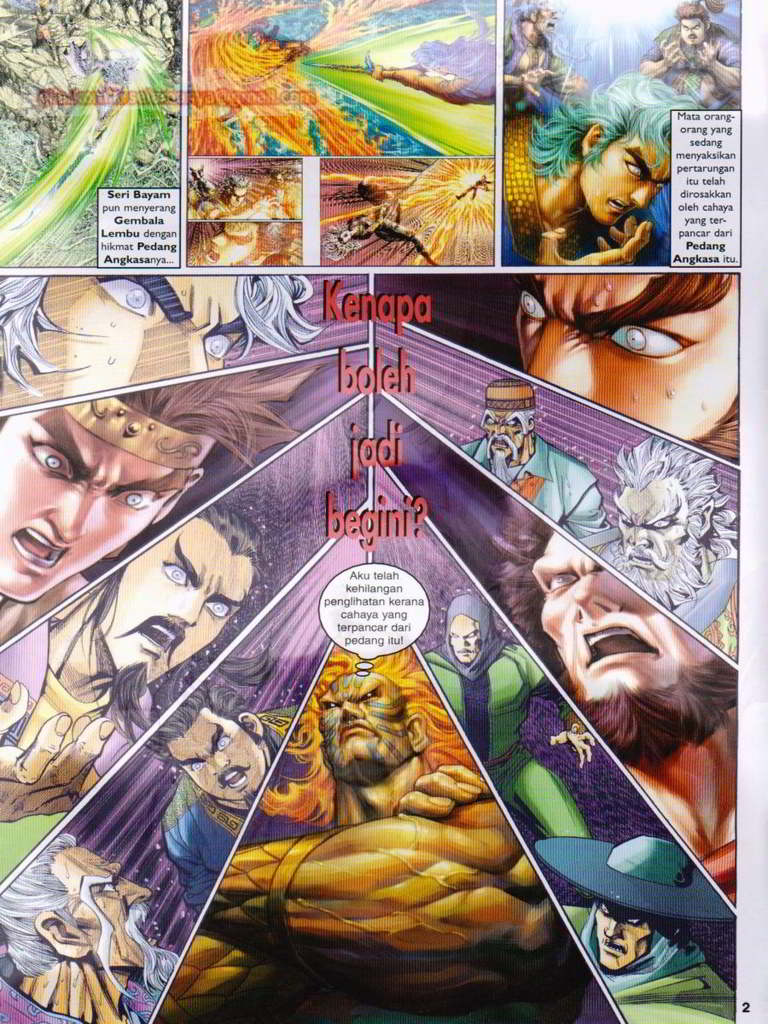 Seri Bayam
pun menyerang
Gembala
Lembu dengan
hikmat Pedang
Angkasanya...
Mata orang-
orang yang
sedang
menyaksikan
pertarungan
itu telah
dirosakkan
oleh cahaya
yang ter-
pancar dari
Pedang
Angkasa itu.
Kenapa
boleh
jadi
begini?
Aku telah
kehilangan
penglihatan kerana
cahaya yang
terpancar dari
pedang itu!
2